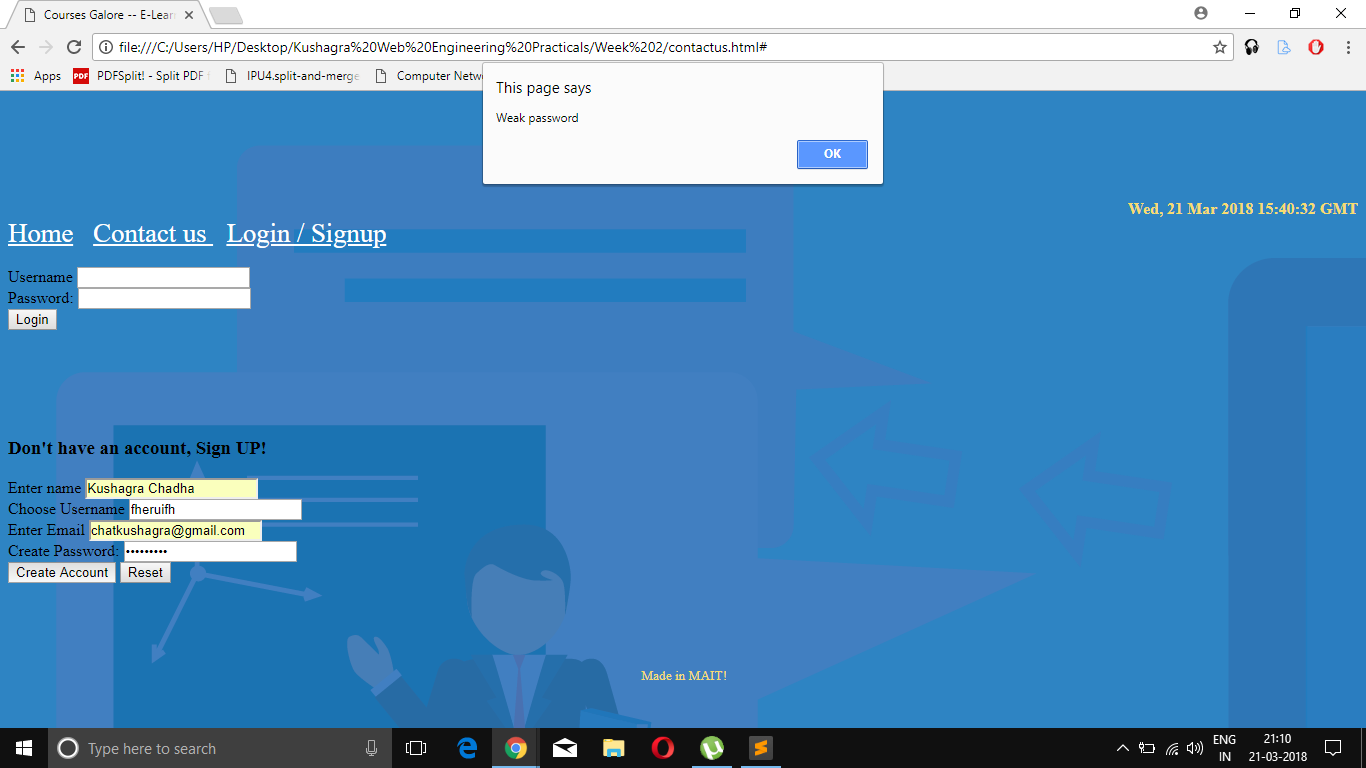 Courses Galore -- E-Lear
file:///C:/Users/HP/Desktop/Kushagra%20Web%20Engineering%20Practicals/Week%202/contactus.html#
Apps PDF PDFSplit! - Split PDF f IPU4.split-and-merge Computer Netw
This page says
Weak password
OK
Wed, 21 Mar 2018 15:40:32 GMT
Home Contact us Login / Signup
Username
Password:
Login
Don't have an account, Sign UP!
Enter name Kushagra Chadha
Choose Username fheruifh
Enter Email chatkushagra@gmail.com
Create Password: •••••••••
Create Account Reset
Made in MAIT!
Type here to search
ENG 21:10
IN 21-03-2018